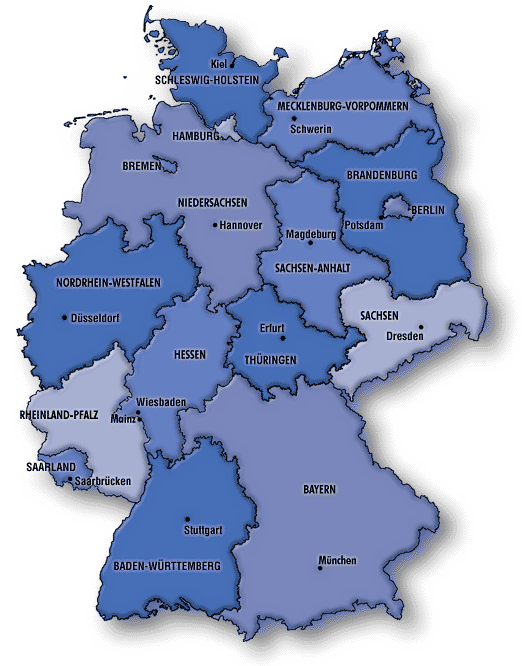 Kiel
SCHLESWIG-HOLSTEIN
MECKLENBURG-VORPOMMERN
Schwerin
HAMBURG
BREMEN
BRANDENBURG
NIEDERSACHSEN
BERLIN
Hannover
Potsdam
Magdeburg
SACHSEN-ANHALT
NORDRHEIN-WESTFALEN
Düsseldorf
SACHSEN
Dresden
Erfurt
THÜRINGEN
HESSEN
Wiesbaden
RHEINLAND-PFALZ
Mainz
SAARLAND
Saarbrücken
BAYERN
Stuttgart
BADEN-WÜRTTEMBERG
München